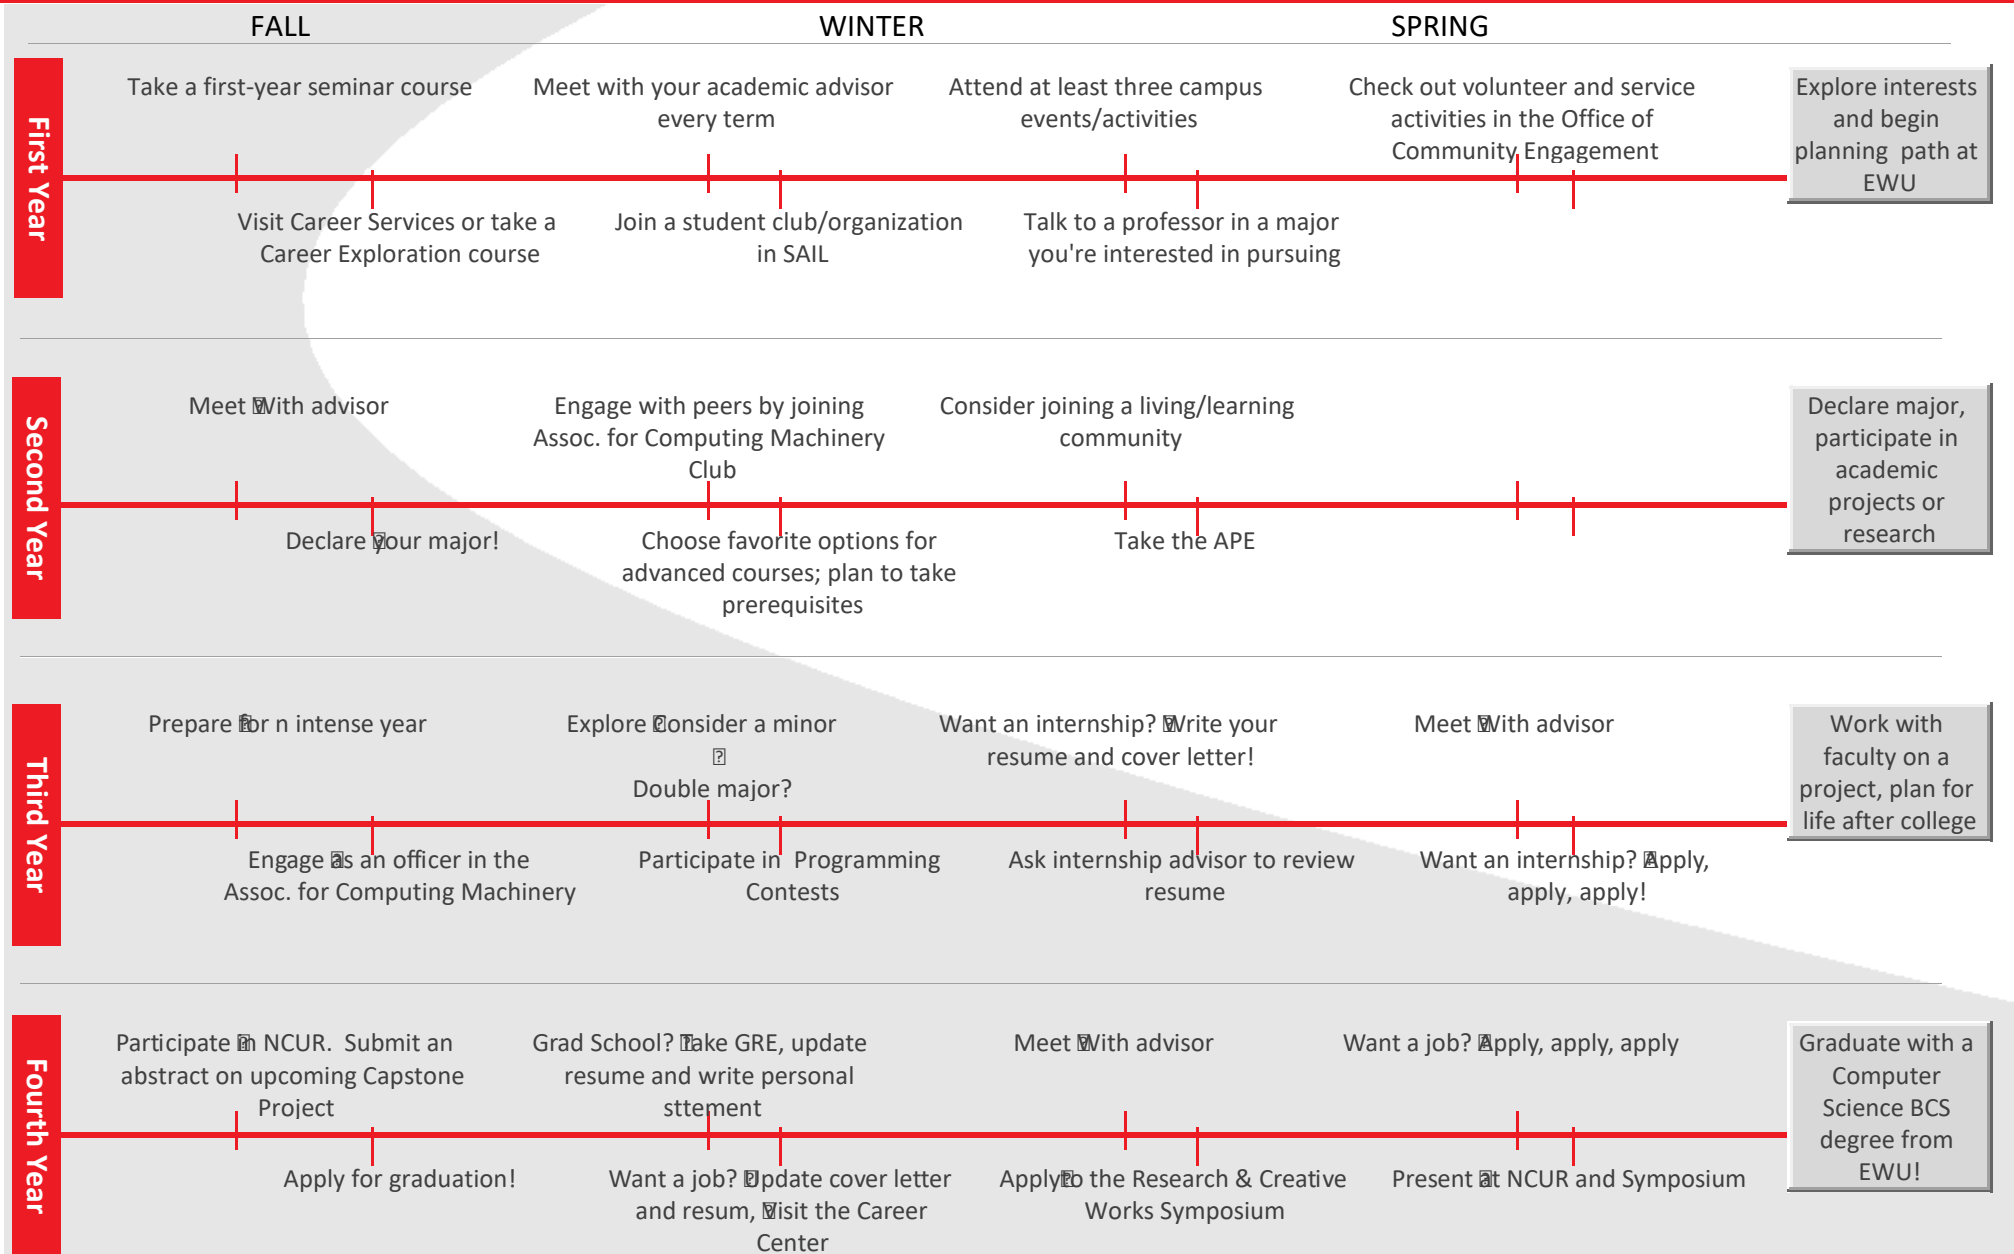 FALL
WINTER
SPRING
First Year
Take a first-year seminar course
Meet with your academic advisor
every term
Attend at least three campus
events/activities
Check out volunteer and service
activities in the Office of
Community Engagement
Visit Career Services or take a
Career Exploration course
Join a student club/organization
in SAIL
Talk to a professor in a major
you're interested in pursuing
Explore interests
and begin
planning path at
EWU
Second Year
Meet With advisor
Engage with peers by joining
Assoc. for Computing Machinery
Club
Consider joining a living/learning
community
Declare your major!
Choose favorite options for
advanced courses; plan to take
prerequisites
Take the APE
Declare major,
participate in
academic
projects or
research
Third Year
Prepare for n intense year
Explore Consider a minor
Double major?
Want an internship? Write your
resume and cover letter!
Meet With advisor
Engage as an officer in the
Assoc. for Computing Machinery
Participate in Programming
Contests
Ask internship advisor to review
resume
Want an internship? Apply,
apply, apply!
Work with
faculty on a
project, plan for
life after college
Fourth Year
Participate in NCUR. Submit an
abstract on upcoming Capstone
Project
Grad School? Take GRE, update
resume and write personal
sttement
Meet With advisor
Want a job? Apply, apply, apply
Apply for graduation!
Want a job? Update cover letter
and resum, Visit the Career
Center
Apply to the Research & Creative
Works Symposium
Present at NCUR and Symposium
Graduate with a
Computer
Science BCS
degree from
EWU!